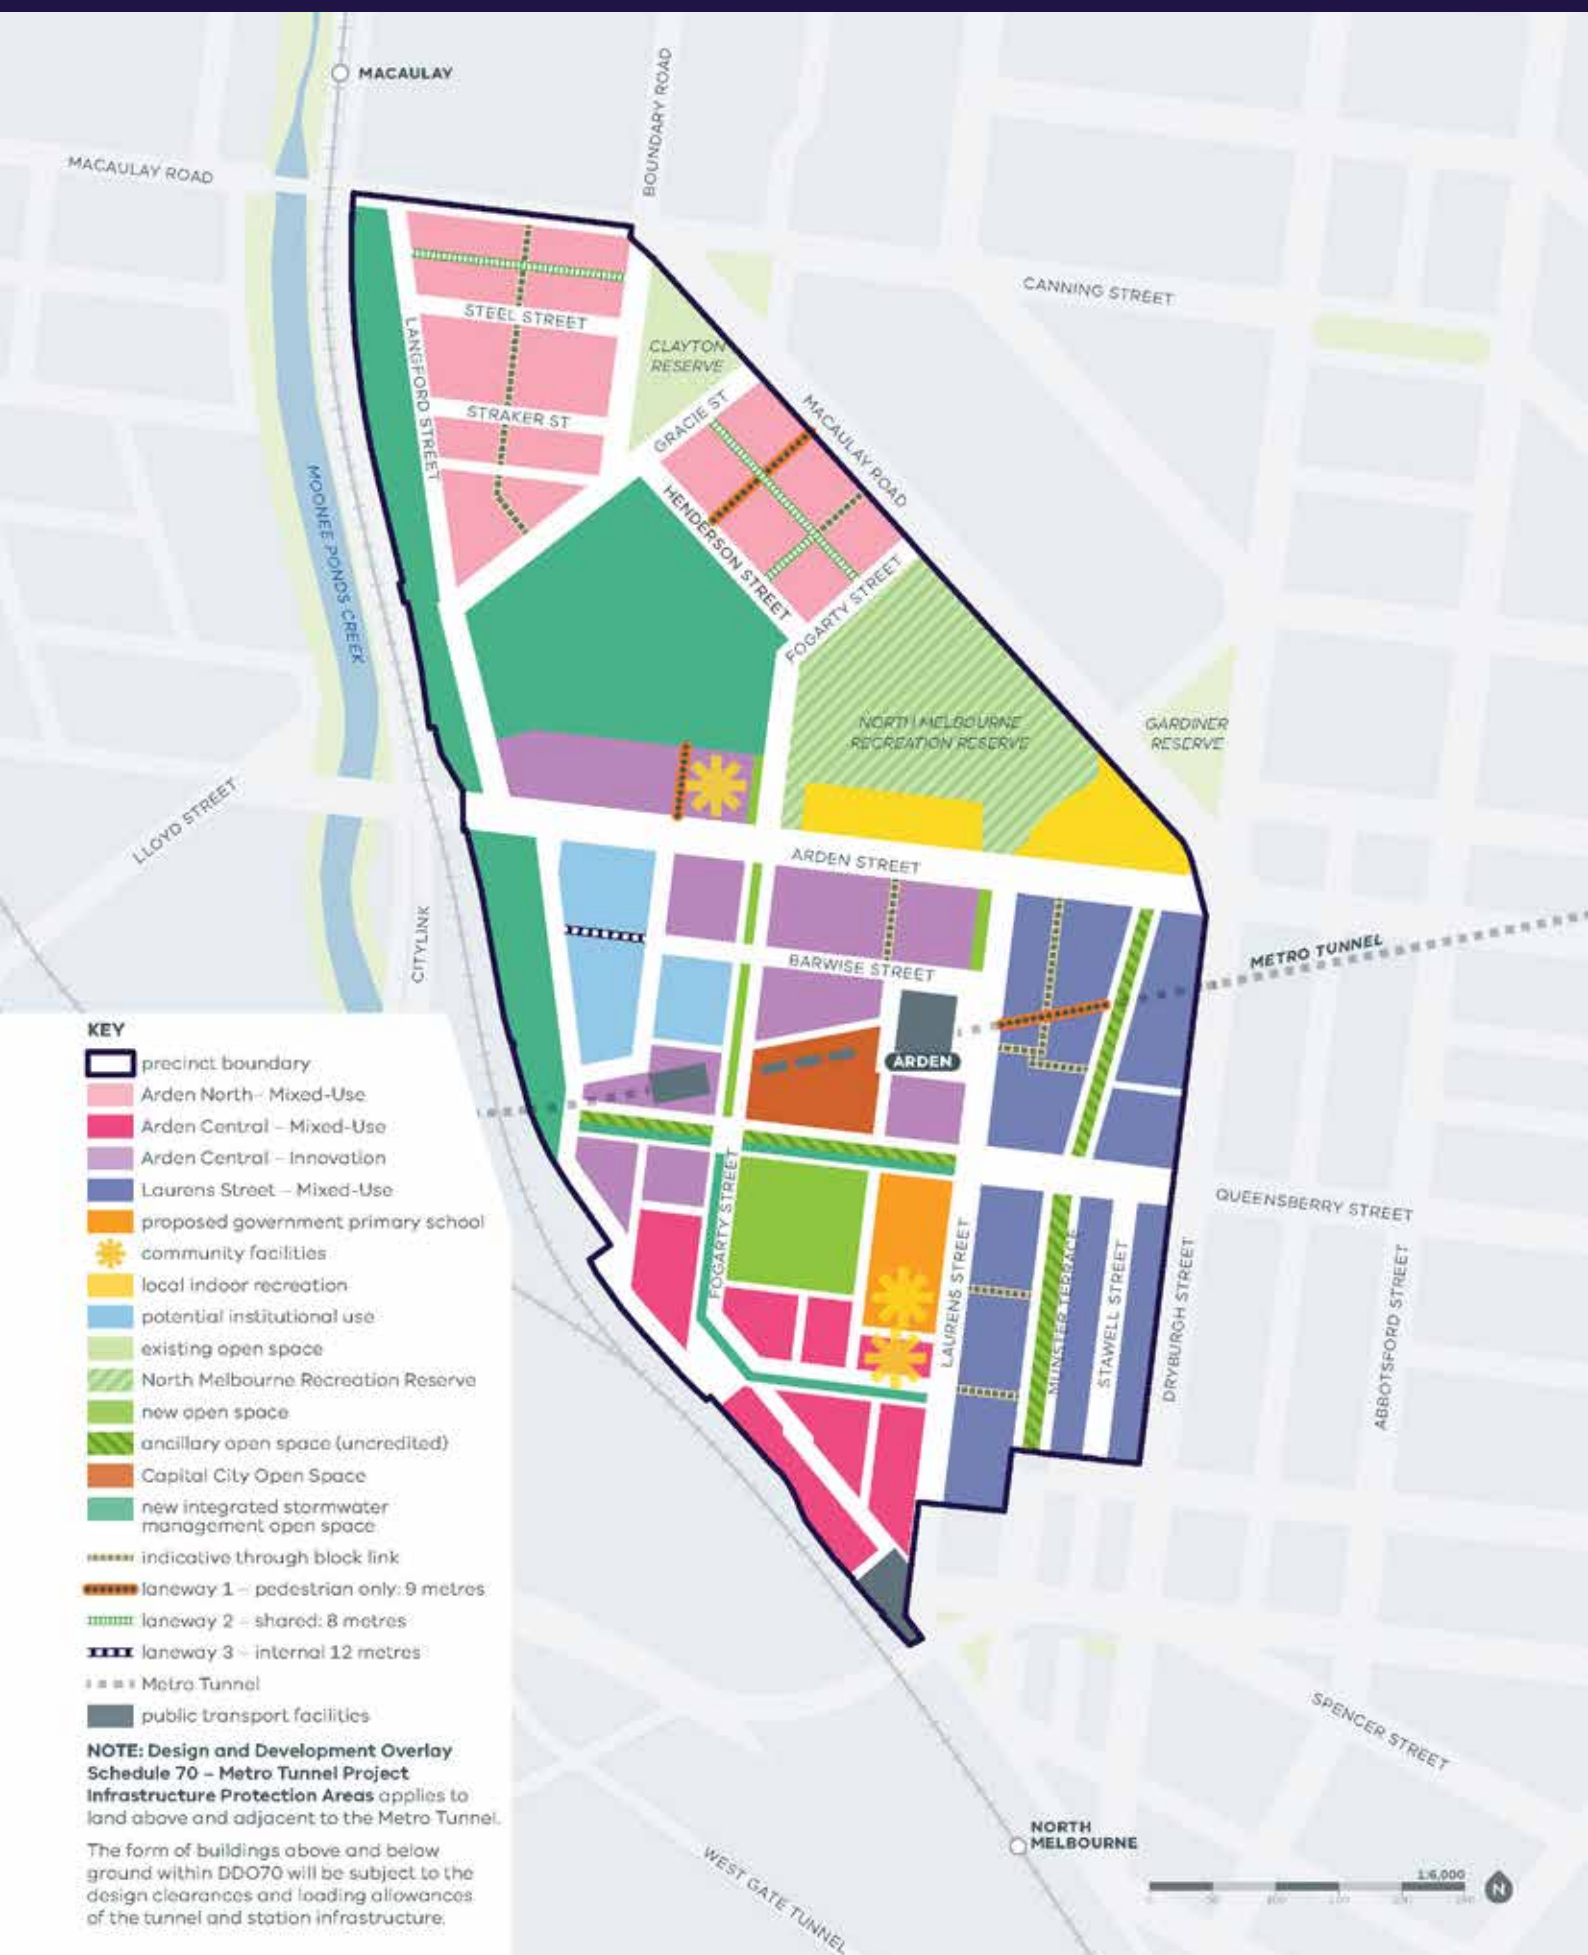 MACAULAY
BOUNDARY ROAD
MACAULAY ROAD
CANNING STREET
STEEL STREET
CLAYTON
RESERVE
LANGFORD STREET
STRAKER ST
GRACIE ST
MACAULAY ROAD
HENDERSON STREET
MOONEE PONDS CREEK
FOGARTY STREET
NORTH MELBOURNE
RECREATION RESERVE
GARDINER
RESERVE
LLOYD STREET
ARDEN STREET
CITYLINK
BARWISE STREET
METRO TUNNEL
ARDEN
FOGARTY STREET
LAURENS STREET
MUNSTER TERRACE
STAWELL STREET
DRYBURGH STREET
QUEENSBERRY STREET
ABBOTSFORD STREET
KEY
precinct boundary
Arden North- Mixed-Use
Arden Central – Mixed-Use
Arden Central – Innovation
Laurens Street – Mixed-Use
proposed government primary school
community facilities
local indoor recreation
potential institutional use
existing open space
North Melbourne Recreation Reserve
new open space
ancillary open space (uncredited)
Capital City Open Space
new integrated stormwater
management open space
indicative through block link
laneway 1 – pedestrian only: 9 metres
laneway 2 – shared: 8 metres
laneway 3 – internal 12 metres
Metro Tunnel
public transport facilities
NOTE: Design and Development Overlay
Schedule 70 – Metro Tunnel Project
Infrastructure Protection Areas applies to
land above and adjacent to the Metro Tunnel.
The form of buildings above and below
ground within DDO70 will be subject to the
design clearances and loading allowances
of the tunnel and station infrastructure.
SPENCER STREET
NORTH
MELBOURNE
WEST GATE TUNNEL
1:6,000
N